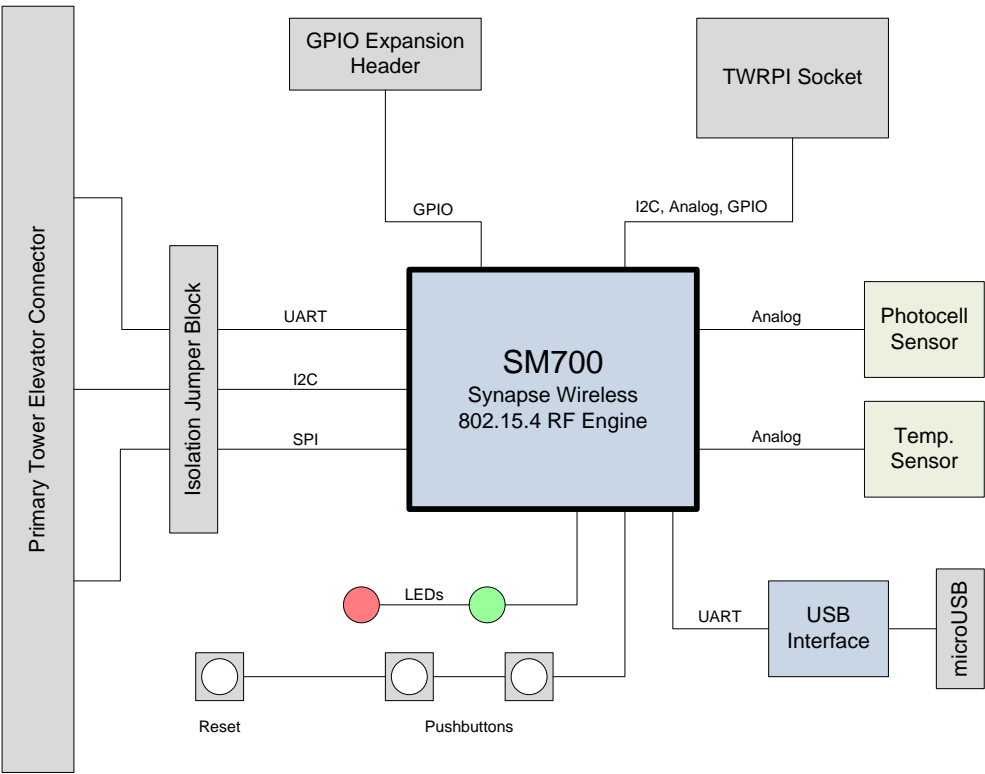 GPIO Expansion
Header
TWRPI Socket
GPIO
I2C, Analog, GPIO
Primary Tower Elevator Connector
Isolation Jumper Block
UART
I2C
SPI
SM700
Synapse Wireless
802.15.4 RF Engine
Analog
Photocell
Sensor
Analog
Temp.
Sensor
LEDs
UART
USB
Interface
microUSB
Reset
Pushbuttons